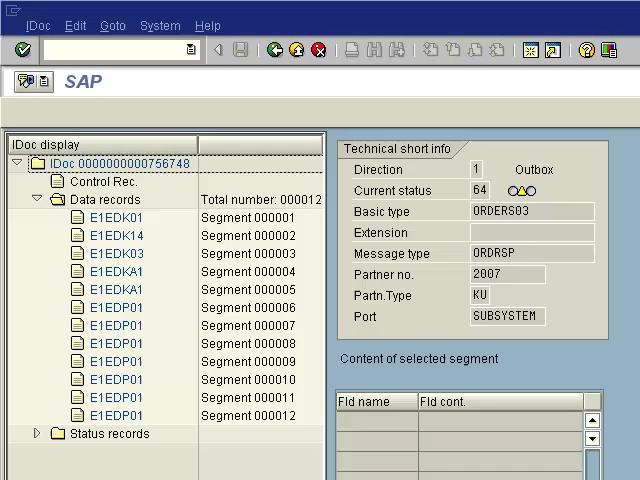 IDoc Edit Goto System Help
SAP
IDoc display
IDoc 0000000000756748
Control Rec.
Data records Total number: 000012
E1EDK01 Segment 000001
E1EDK14 Segment 000002
E1EDK03 Segment 000003
E1EDKA1 Segment 000004
E1EDKA1 Segment 000005
E1EDP01 Segment 000006
E1EDP01 Segment 000007
E1EDP01 Segment 000008
E1EDP01 Segment 000009
E1EDP01 Segment 000010
E1EDP01 Segment 000011
E1EDP01 Segment 000012
Status records
Technical short info
Direction 1 Outbox
Current status 64
Basic type ORDERS03
Extension
Message type ORDRSP
Partner no. 2007
Partn.Type KU
Port SUBSYSTEM
Content of selected segment
Fld name Fld cont.